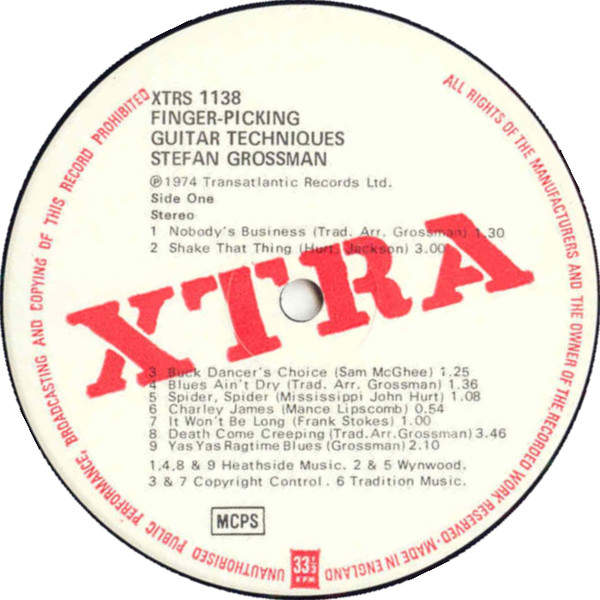 XTRS 1138
FINGER-PICKING
GUITAR TECHNIQUES
STEFAN GROSSMAN
℗1974 Transatlantic Records Ltd.
Side One
Stereo
1 Nobody's Business (Trad. Arr. Grossman) 1.30
2 Shake That Thing (Hurt, Jackson) 3.00
XTRA
3 Buck Dancer's Choice (Sam McGhee) 1.25
4 Blues Ain't Dry (Trad. Arr. Grossman) 1.36
5 Spider, Spider (Mississippi John Hurt) 1.08
6 Charley James (Mance Lipscomb) 0.54
7 It Won't Be Long (Frank Stokes) 1.00
8 Death Come Creeping (Trad.Arr.Grossman) 3.46
9 Yas Yas Ragtime Blues (Grossman) 2.10
1,4,8 & 9 Heathside Music. 2 & 5 Wynwood.
3 & 7 Copyright Control. 6 Tradition Music.
MCPS
33 1/3
RPM
ALL RIGHTS OF THE MANUFACTURERS AND THE OWNER OF THE RECORDED WORK RESERVED · MADE IN ENGLAND
UNAUTHORISED PUBLIC PERFORMANCE, BROADCASTING AND COPYING OF THIS RECORD PROHIBITED